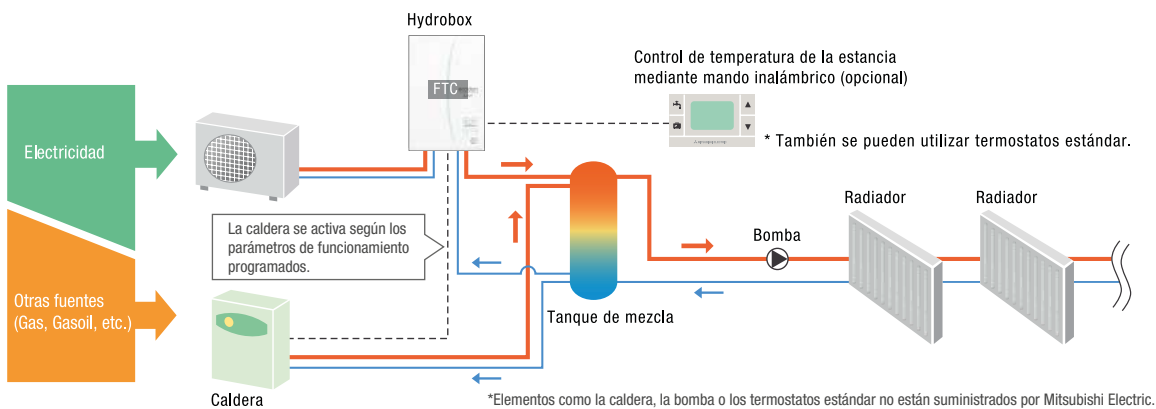 Hydrobox
FTC
Control de temperatura de la estancia
mediante mando inalámbrico (opcional)
* También se pueden utilizar termostatos estándar.
Electricidad
La caldera se activa según los
parámetros de funcionamiento
programados.
Radiador
Radiador
Bomba
Otras fuentes
(Gas, Gasoil, etc.)
Tanque de mezcla
Caldera
*Elementos como la caldera, la bomba o los termostatos estándar no están suministrados por Mitsubishi Electric.